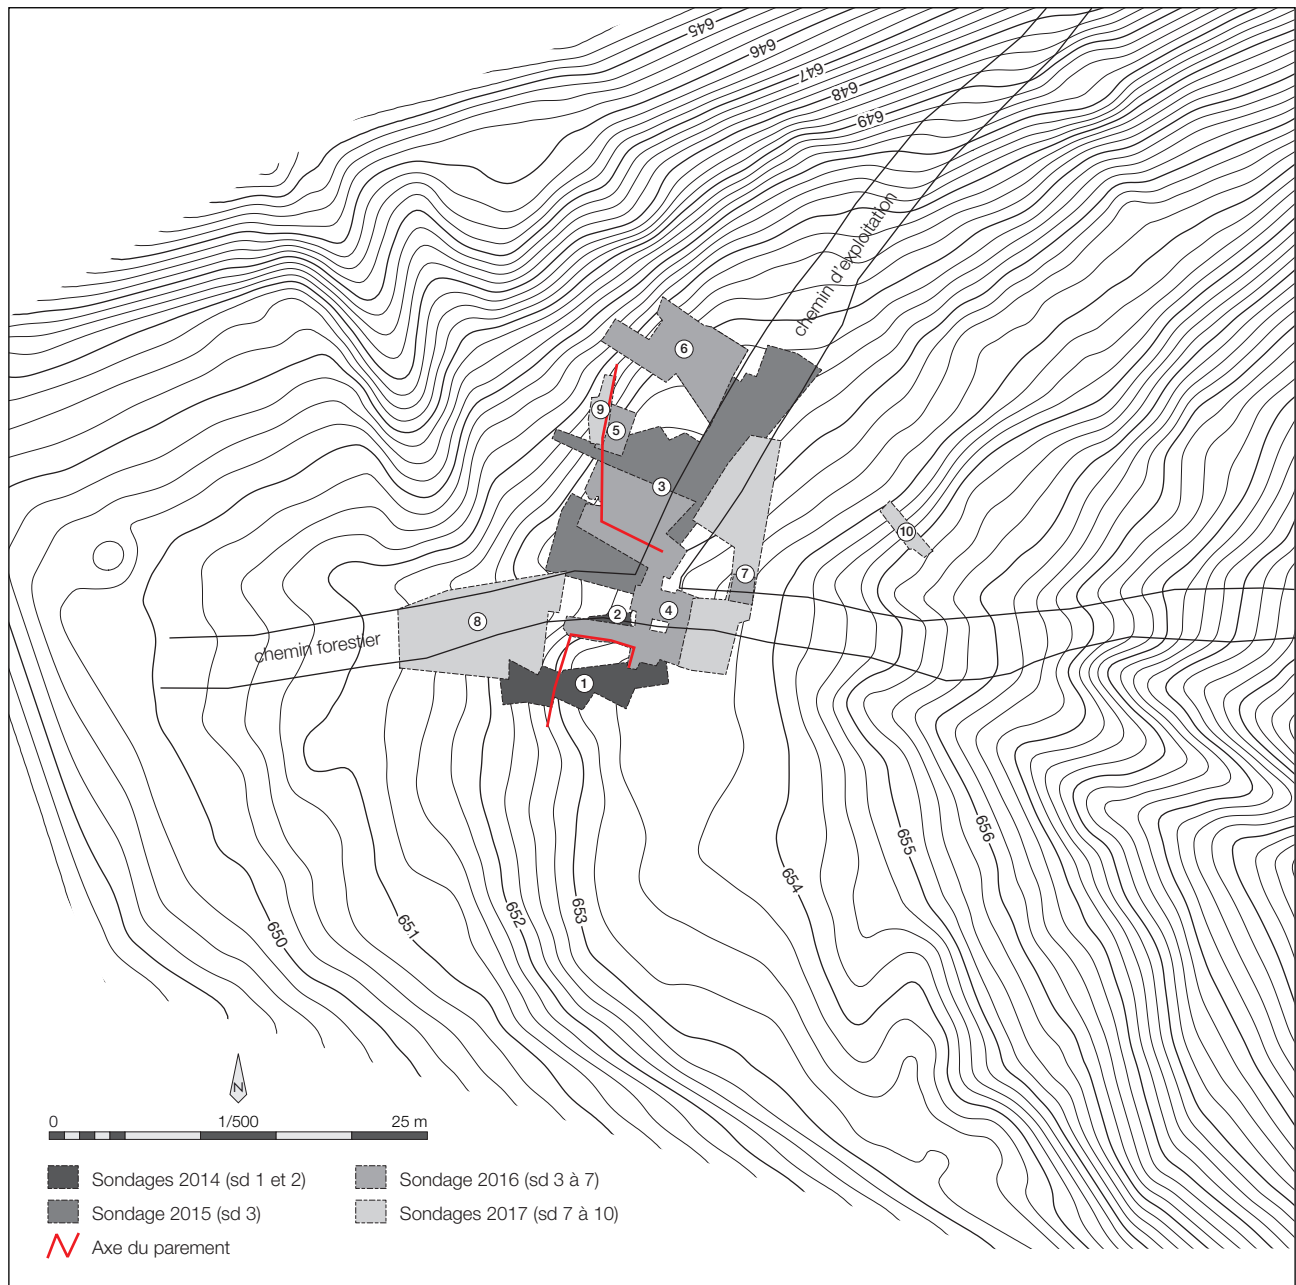 645
646
647
648
649
chemin d'exploitation
6
9
5
3
10
7
2
4
8
chemin forestier
1
656
655
654
653
652
651
650
N
0 1/500 25 m
Sondages 2014 (sd 1 et 2)
Sondage 2016 (sd 3 à 7)
Sondage 2015 (sd 3)
Sondages 2017 (sd 7 à 10)
Axe du parement